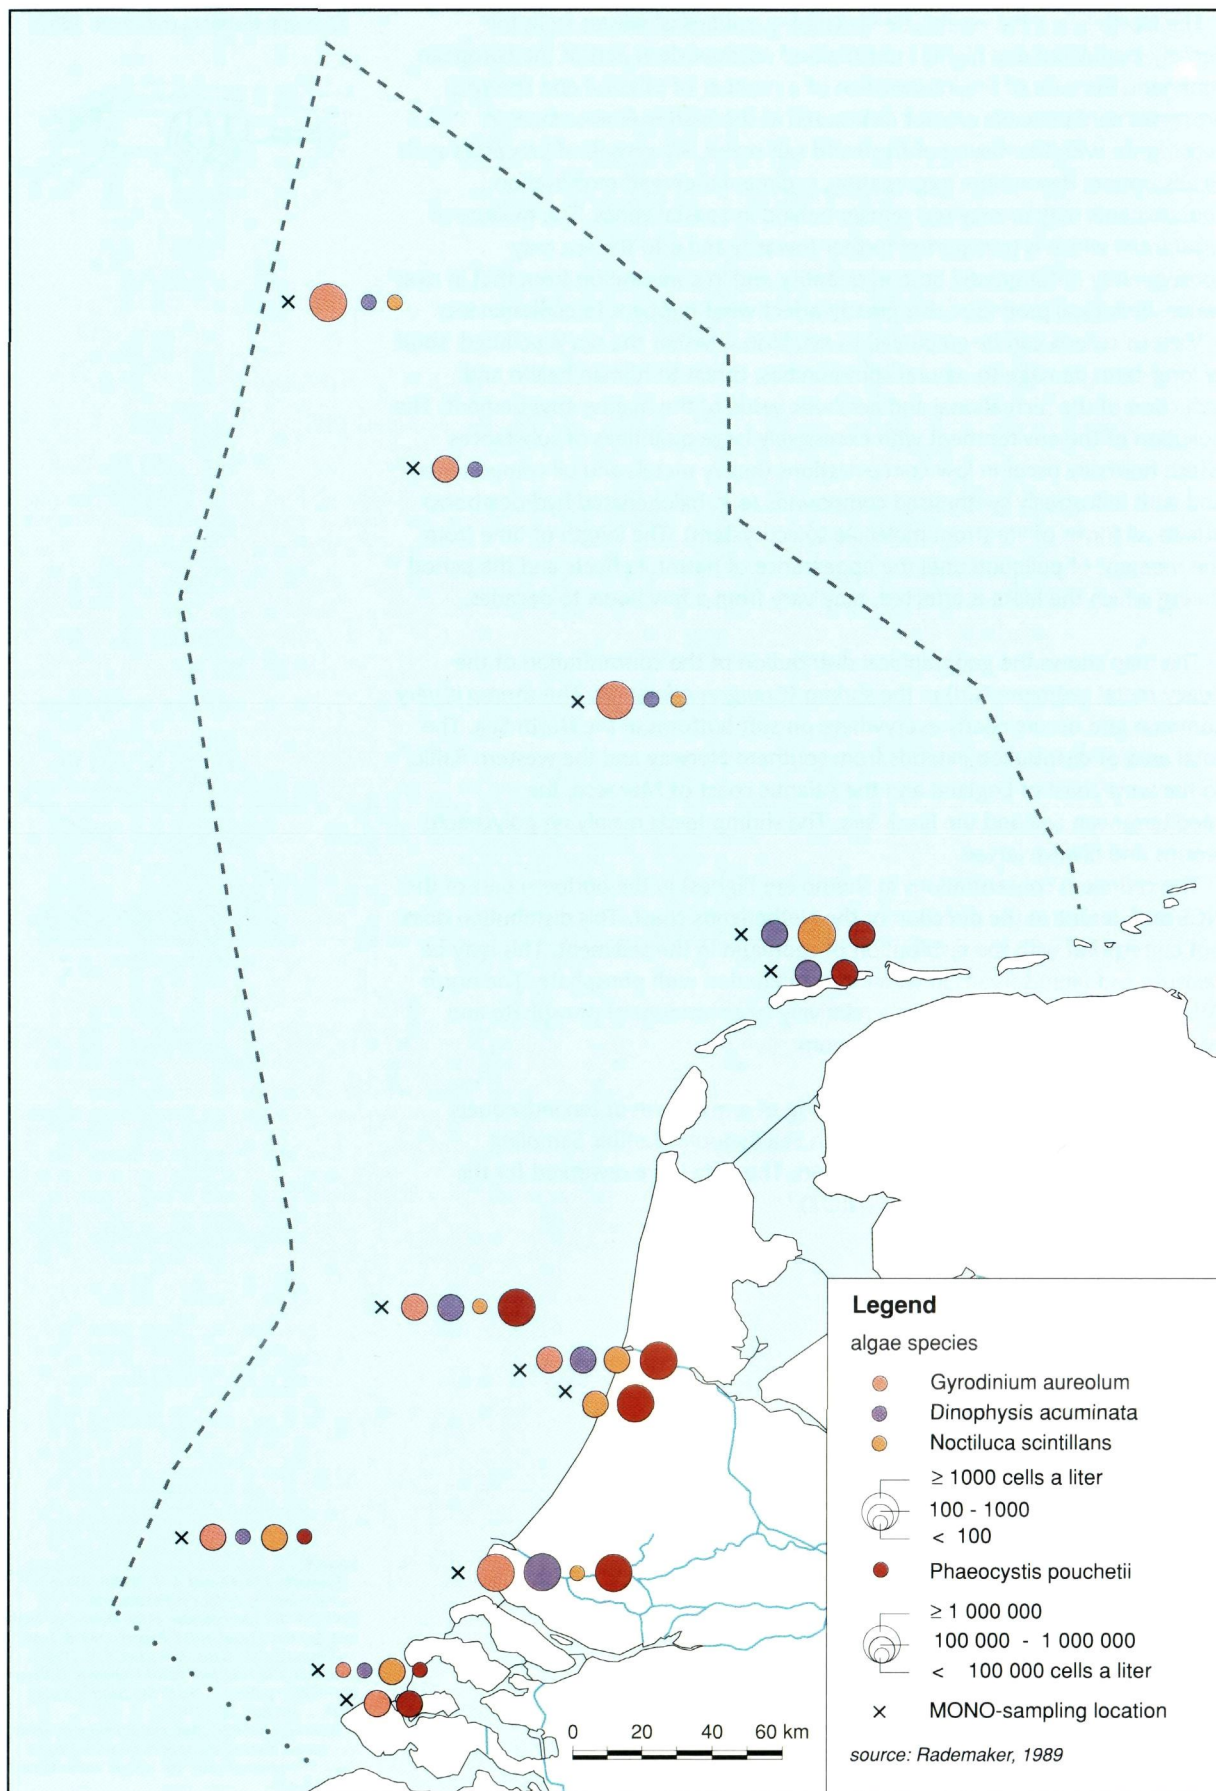 Legend
algae species
Gyrodinium aureolum
Dinophysis acuminata
Noctiluca scintillans
≥ 1000 cells a liter
100 - 1000
< 100
Phaeocystis pouchetii
≥ 1 000 000
100 000 - 1 000 000
< 100 000 cells a liter
× MONO-sampling location
0 20 40 60 km
source: Rademaker, 1989